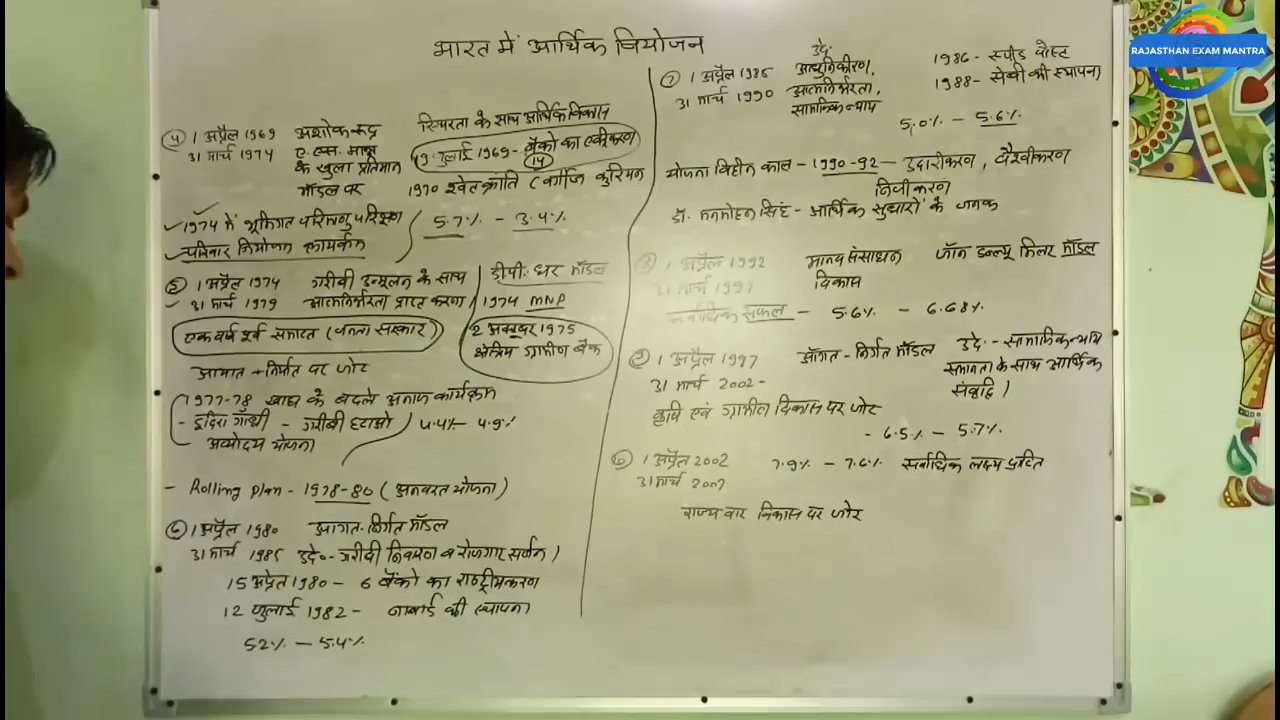 भारत में आर्थिक नियोजन
④ 1 अप्रैल 1969 अशोक रूद्र स्थिरता के साथ आर्थिक विकास
31 मार्च 1974 ए. एस. मान्न 19 जुलाई 1969 - बैंको का
के खुला प्रतिमान 14
मॉडल पर 1970 श्वेत क्रांति ( वर्गीज कुरियन
1974 में भूमिगत परमाणु परिक्षण 5.7% - 3.4%
परिवार नियोजन कार्यक्रम
⑤ 1 अप्रैल 1974 गरीबी उन्मूलन के साथ डी.पी. धर मॉडल
31 मार्च 1979 आत्मनिर्भरता प्राप्त करना 1974 MNP
एक वर्ष पूर्व समाप्त (जनता सरकार) 2 अक्टूबर 1975
क्षेत्रिय ग्रामीण बैंक
आयात + निर्यात पर जोर
1977-78 खाद्य के बदले अनाज कार्यक्रम
- इंदिरा गाँधी - गरीबी हटाओ 4.4% - 4.9%
- अन्त्योदय योजना
- Rolling plan - 1978-80 ( अनवरत योजना )
⑥ 1 अप्रैल 1980 आगत-निर्गत मॉडल
31 मार्च 1985 उदे०- गरीबी निवारण व रोजगार सर्जन )
15 अप्रैल 1980 - 6 बैंको का राष्ट्रीयकरण
12 जुलाई 1982 - नाबार्ड की स्थापना
5.2% - 5.4%
उदे.
⑦ 1 अप्रैल 1985 आधुनिकीकरण, 1986 - स्पीड पोस्ट
31 मार्च 1990 आत्मनिर्भरता, 1988 - सेबी की स्थापना
सामाजिक न्याय
5.0% - 5.6%
योजना विहीन काल - 1990-92 - उदारीकरण , वैश्वीकरण
निजीकरण
डॉ. मनमोहन सिंह - आर्थिक सुधारों के जनक
⑧ 1 अप्रैल 1992 मानव संसाधन जॉन डब्ल्यू मिलर मॉडल
31 मार्च 1997 विकास
सर्वाधिक सफल - 5.6% - 6.68%
⑨ 1 अप्रैल 1997 आगत - निर्गत मॉडल उदे. - सामाजिक न्याय
31 मार्च 2002 - समानता के साथ आर्थिक
संवृद्धि )
कृषि एवं ग्रामीण विकास पर जोर
- 6.5% - 5.7%
⑩ 1 अप्रैल 2002 7.9% - 7.6% सर्वाधिक लक्ष्य
31 मार्च 2007
राज्यवार विकास पर जोर
RAJASTHAN EXAM MANTRA